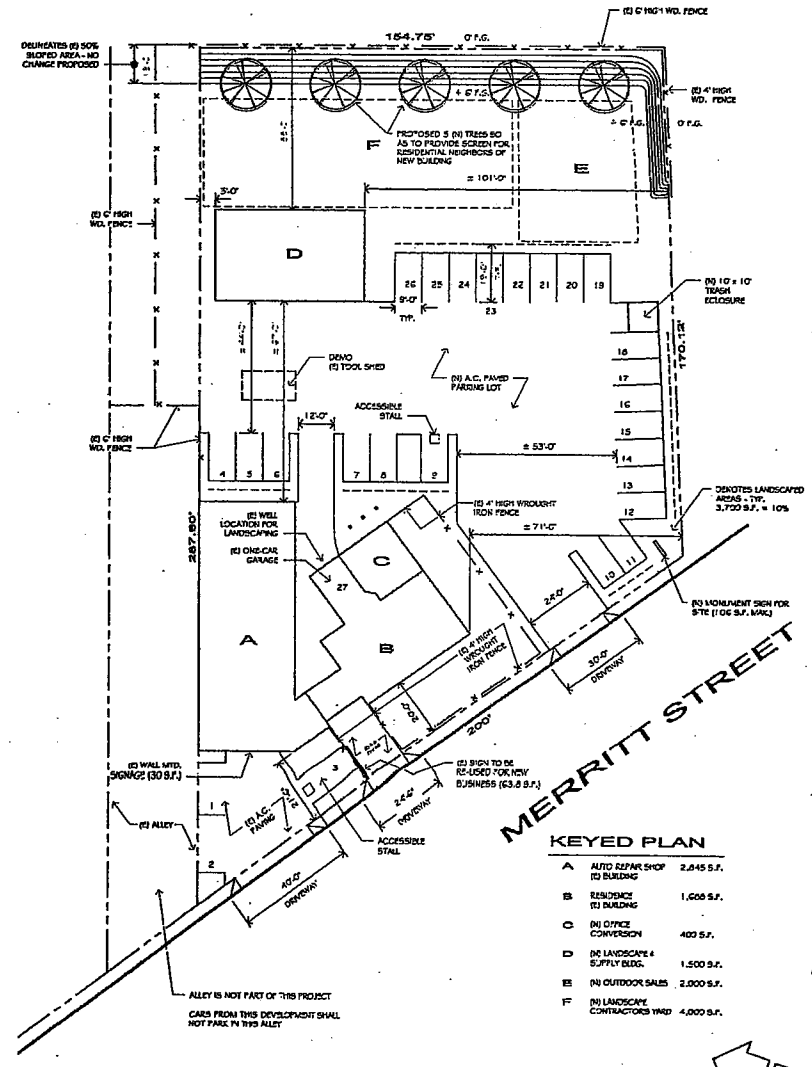 (E) 6' HIGH WD. FENCE
154.75'
0' F.G.
DELINEATES (E) 50%
SLOPED AREA - NO
CHANGE PROPOSED
(E) 4' HIGH
WD. FENCE
± 6' F.G.
± 6' F.G.
0' F.G.
PROPOSED 5 (N) TREES SO
AS TO PROVIDE SCREEN FOR
RESIDENTIAL NEIGHBORS OF
NEW BUILDING
F
E
± 101'-0"
3'-0"
(E) 6' HIGH
WD. FENCE
D
26
25
24
22
21
20
19
23
9'-0"
TYP.
(N) 10' x 10'
TRASH
ECLOSURE
170.12'
DEMO
(E) TOOL SHED
(N) A.C. PAVED
PARKING LOT
18
17
16
15
14
13
12
ACCESSIBLE
STALL
12'-0"
± 53'-0"
(E) 6' HIGH
WD. FENCE
4
5
6
7
8
9
287.80'
DENOTES LANDSCAPED
AREAS - TYP.
3,700 S.F. = 10%
(E) 4' HIGH WROUGHT
IRON FENCE
(E) WELL
LOCATION FOR
LANDSCAPING
± 71'-0"
(E) ONE-CAR
GARAGE
27
C
10
11
(N) MONUMENT SIGN FOR
SITE (106 S.F. MAX.)
A
B
(E) 4' HIGH
WROUGHT
IRON FENCE
30'-0"
DRIVEWAY
20'-0"
200'
MERRITT STREET
(E) WALL MTD.
SIGNAGE (30 S.F.)
3
(E) SIGN TO BE
RE-USED FOR NEW
BUSINESS (63.8 S.F.)
24'-6"
DRIVEWAY
1
(E) A.C.
PAVING
(E) ALLEY
ACCESSIBLE
STALL
2
40'-0"
DRIVEWAY
KEYED PLAN
A AUTO REPAIR SHOP 2,845 S.F.
(E) BUILDING
B RESIDENCE 1,688 S.F.
(E) BUILDING
C (N) OFFICE
CONVERSION 400 S.F.
D (N) LANDSCAPE &
SUPPLY BLDG. 1,500 S.F.
E (N) OUTDOOR SALES 2,000 S.F.
F (N) LANDSCAPE
CONTRACTORS YARD 4,000 S.F.
ALLEY IS NOT PART OF THIS PROJECT
CARS FROM THIS DEVELOPMENT SHALL
NOT PARK IN THIS ALLEY